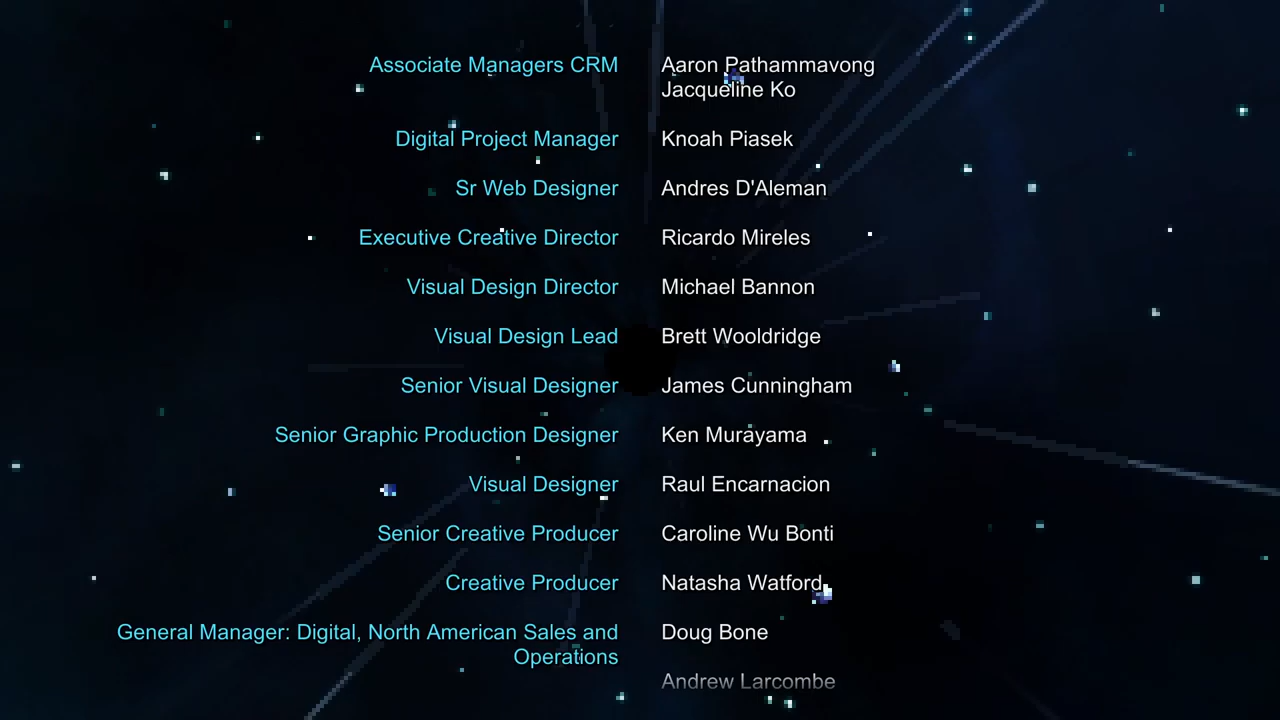 Associate Managers CRM Aaron Pathammavong
Jacqueline Ko
Digital Project Manager Knoah Piasek
Sr Web Designer Andres D'Aleman
Executive Creative Director Ricardo Mireles
Visual Design Director Michael Bannon
Visual Design Lead Brett Wooldridge
Senior Visual Designer James Cunningham
Senior Graphic Production Designer Ken Murayama
Visual Designer Raul Encarnacion
Senior Creative Producer Caroline Wu Bonti
Creative Producer Natasha Watford
General Manager: Digital, North American Sales and Doug Bone
Operations
Andrew Larcombe